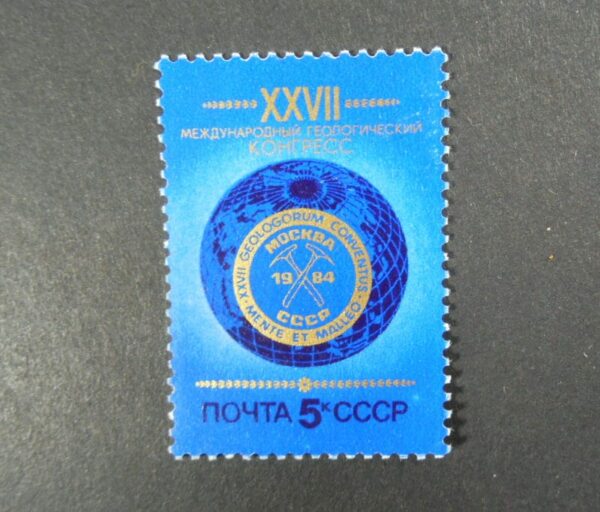 XXVII
МЕЖДУНАРОДНЫЙ ГЕОЛОГИЧЕСКИЙ
КОНГРЕСС
XXVII GEOLOGORUM CONVENTUS
МОСКВА
1984
СССР
· MENTE ET MALLEO ·
ПОЧТА 5к СССР